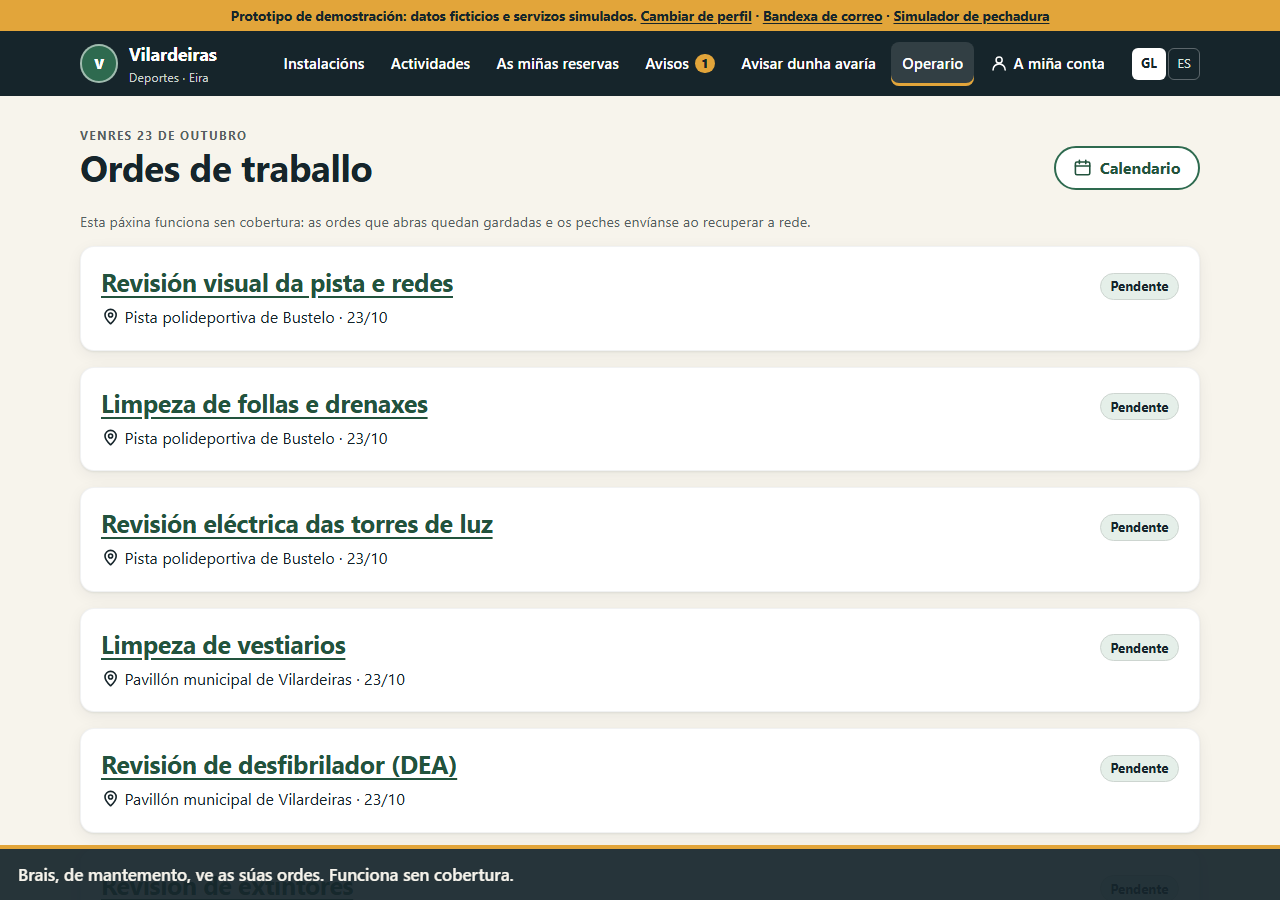 Prototipo de demostración: datos ficticios e servizos simulados. Cambiar de perfil · Bandexa de correo · Simulador de pechadura
V
Vilardeiras
Deportes · Eira
Instalacións
Actividades
As miñas reservas
Avisos 1
Avisar dunha avaría
Operario
A miña conta
GL
ES
VENRES 23 DE OUTUBRO
Ordes de traballo
Calendario
Esta páxina funciona sen cobertura: as ordes que abras quedan gardadas e os peches envíanse ao recuperar a rede.
Revisión visual da pista e redes
Pendente
Pista polideportiva de Bustelo · 23/10
Limpeza de follas e drenaxes
Pendente
Pista polideportiva de Bustelo · 23/10
Revisión eléctrica das torres de luz
Pendente
Pista polideportiva de Bustelo · 23/10
Limpeza de vestiarios
Pendente
Pavillón municipal de Vilardeiras · 23/10
Revisión de desfibrilador (DEA)
Pendente
Pavillón municipal de Vilardeiras · 23/10
Brais, de mantemento, ve as súas ordes. Funciona sen cobertura.
Revisión de extintores
Pendente